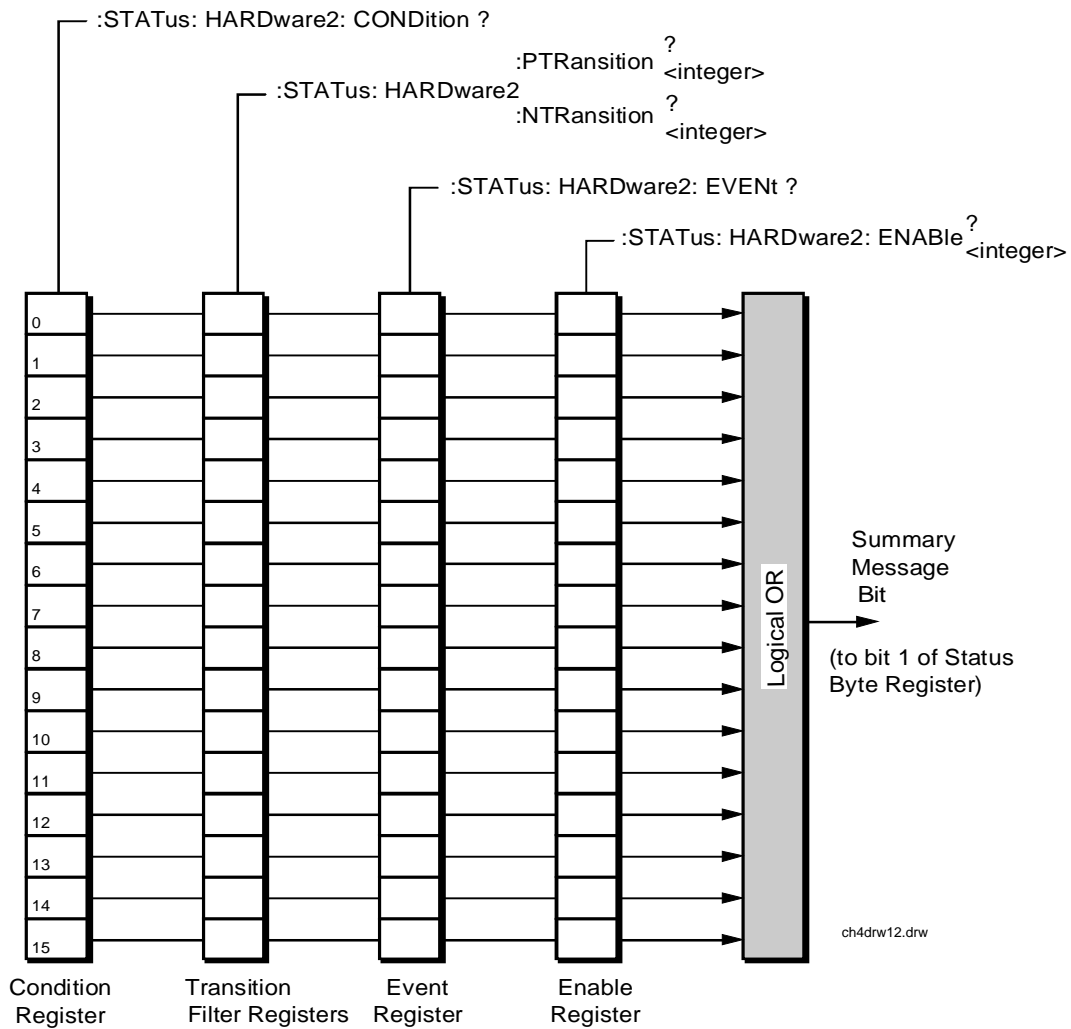 :STATus: HARDware2: CONDition ?
:STATus: HARDware2
:PTRansition ?
<integer>
:NTRansition ?
<integer>
:STATus: HARDware2: EVENt ?
:STATus: HARDware2: ENABle ?
<integer>
0
1
2
3
4
5
6
7
8
9
10
11
12
13
14
15
Logical OR
Summary
Message
Bit
(to bit 1 of Status
Byte Register)
ch4drw12.drw
Condition
Register
Transition
Filter Registers
Event
Register
Enable
Register